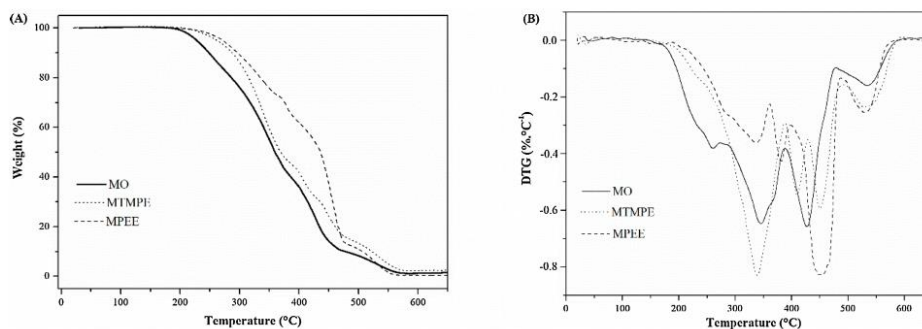 (A)
100
80
60
40
20
0
Weight (%)
MO
MTMPE
MPEE
0 100 200 300 400 500 600
Temperature (°C)
(B)
0.0
-0.2
-0.4
-0.6
-0.8
DTG (%.°C⁻¹)
MO
MTMPE
MPEE
100 200 300 400 500 600
Temperature (°C)